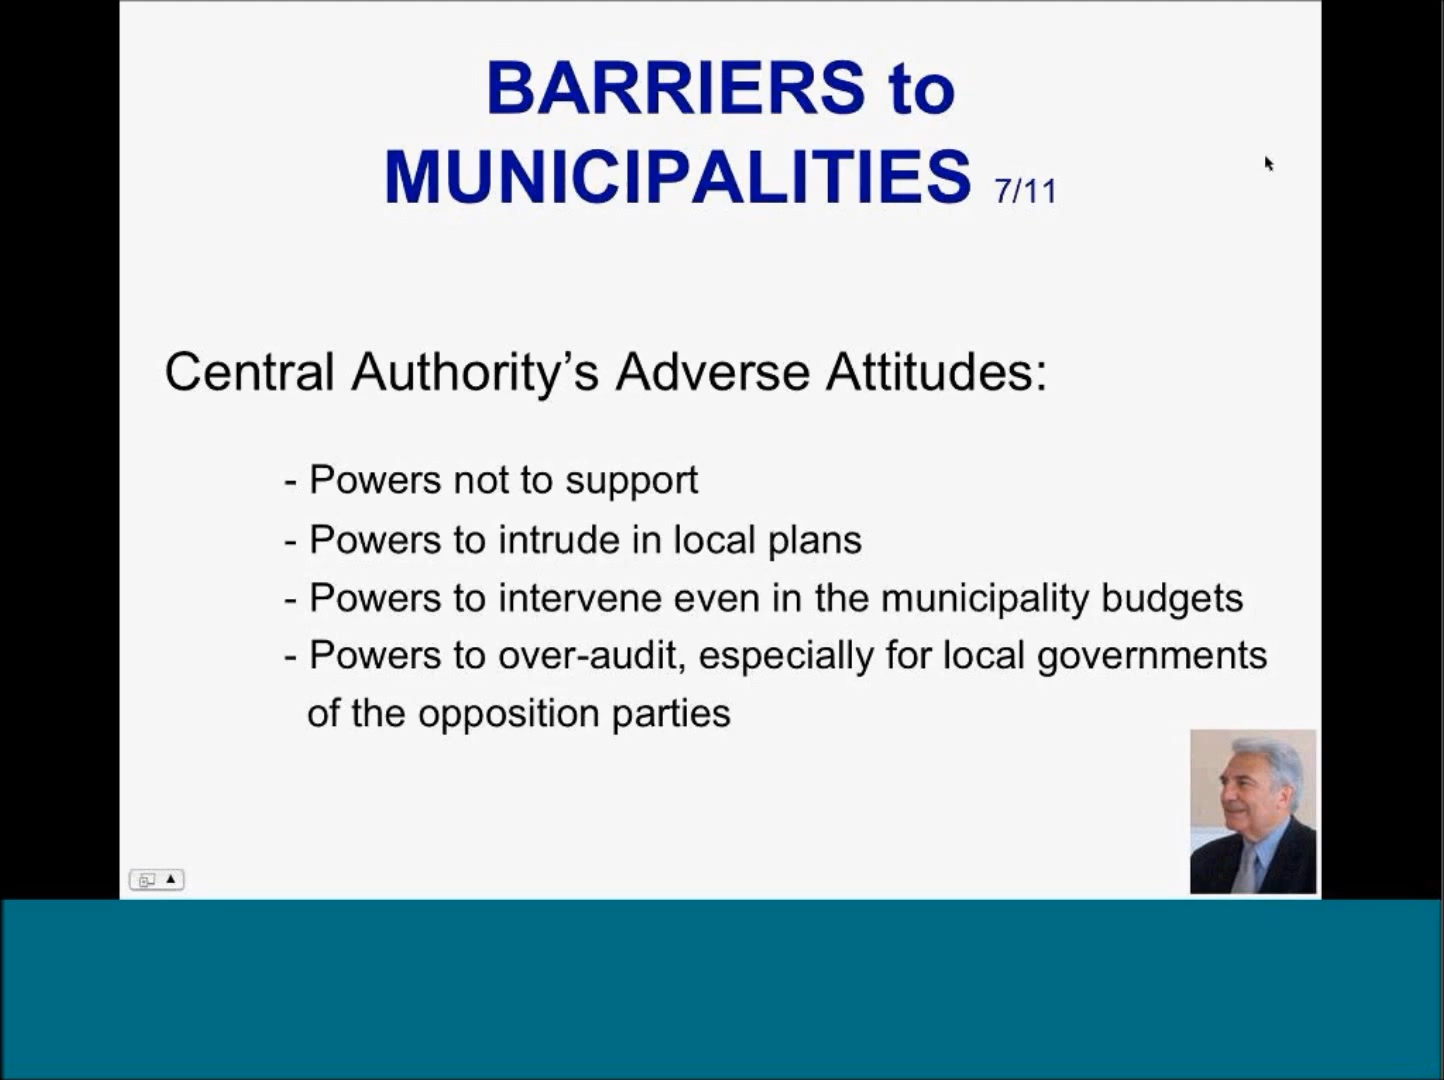 BARRIERS to
MUNICIPALITIES 7/11
Central Authority’s Adverse Attitudes:
- Powers not to support
- Powers to intrude in local plans
- Powers to intervene even in the municipality budgets
- Powers to over-audit, especially for local governments
of the opposition parties